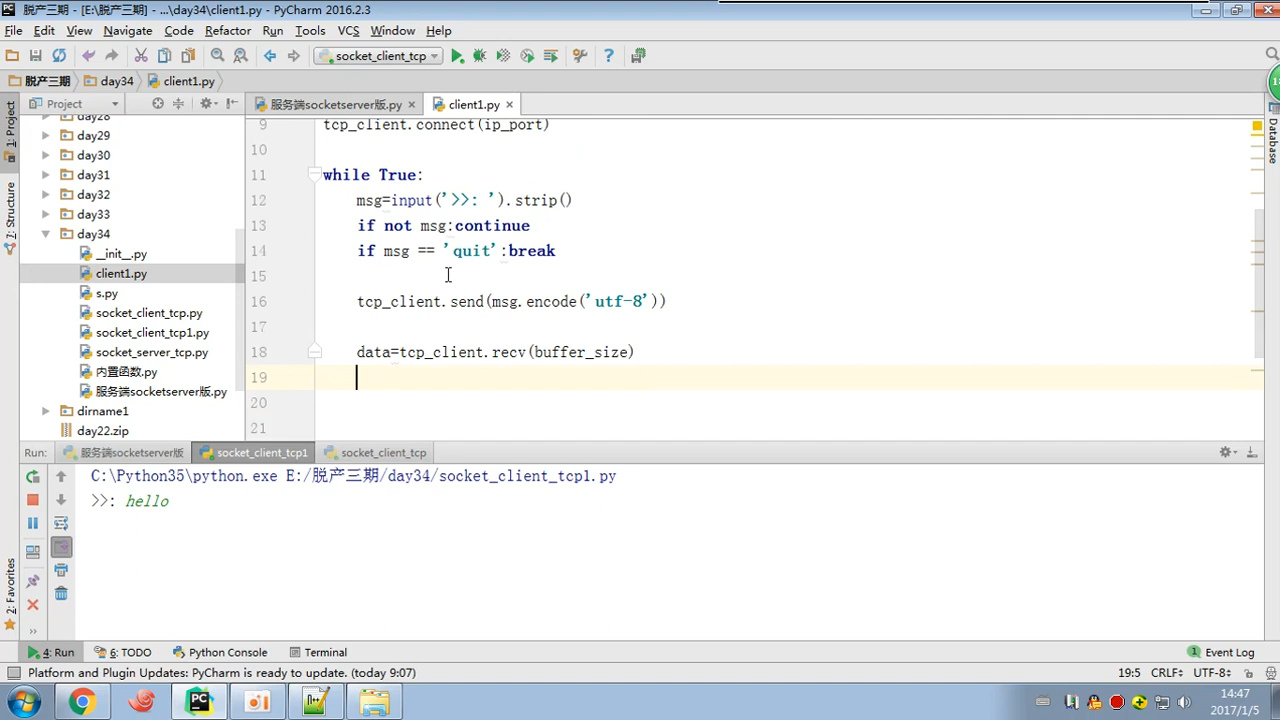 脱产三期 - [E:\脱产三期] - ...\day34\client1.py - PyCharm 2016.2.3
File Edit View Navigate Code Refactor Run Tools VCS Window Help
socket_client_tcp
脱产三期 day34 client1.py
Project
服务端socketserver版.py
client1.py
1: Project
7: Structure
2: Favorites
Database
day28
day29
day30
day31
day32
day33
day34
__init__.py
client1.py
s.py
socket_client_tcp.py
socket_client_tcp1.py
socket_server_tcp.py
内置函数.py
服务端socketserver版.py
dirname1
day22.zip
9 tcp_client.connect(ip_port)
10
11 while True:
12 msg=input('>>: ').strip()
13 if not msg:continue
14 if msg == 'quit':break
15
16 tcp_client.send(msg.encode('utf-8'))
17
18 data=tcp_client.recv(buffer_size)
19
20
21
Run: 服务端socketserver版 socket_client_tcp1 socket_client_tcp
C:\Python35\python.exe E:/脱产三期/day34/socket_client_tcp1.py
>>: hello
4: Run 6: TODO Python Console Terminal 1 Event Log
Platform and Plugin Updates: PyCharm is ready to update. (today 9:07) 19:5 CRLF UTF-8
14:47
2017/1/5